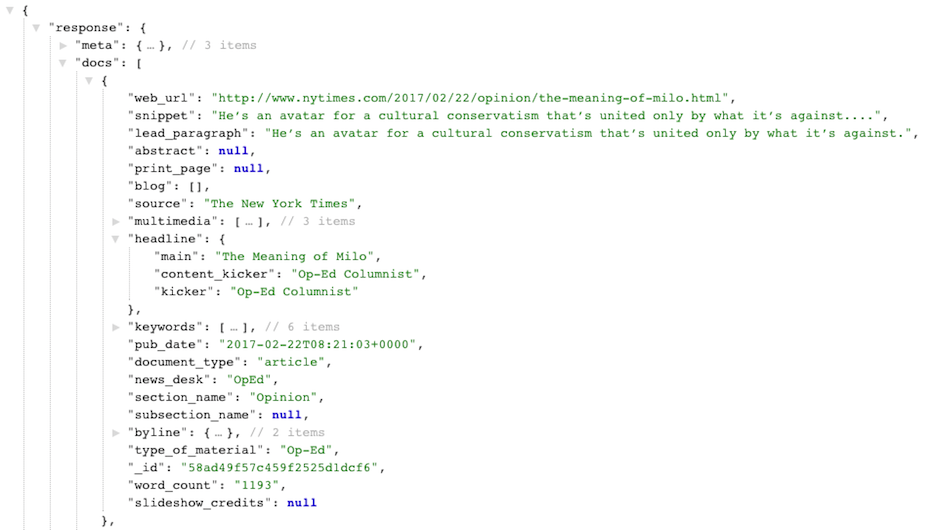 {
"response": {
"meta": { … }, // 3 items
"docs": [
{
"web_url": "http://www.nytimes.com/2017/02/22/opinion/the-meaning-of-milo.html",
"snippet": "He’s an avatar for a cultural conservatism that’s united only by what it’s against....",
"lead_paragraph": "He’s an avatar for a cultural conservatism that’s united only by what it’s against.",
"abstract": null,
"print_page": null,
"blog": [],
"source": "The New York Times",
"multimedia": [ … ], // 3 items
"headline": {
"main": "The Meaning of Milo",
"content_kicker": "Op-Ed Columnist",
"kicker": "Op-Ed Columnist"
},
"keywords": [ … ], // 6 items
"pub_date": "2017-02-22T08:21:03+0000",
"document_type": "article",
"news_desk": "OpEd",
"section_name": "Opinion",
"subsection_name": null,
"byline": { … }, // 2 items
"type_of_material": "Op-Ed",
"_id": "58ad49f57c459f2525d1dcf6",
"word_count": "1193",
"slideshow_credits": null
},